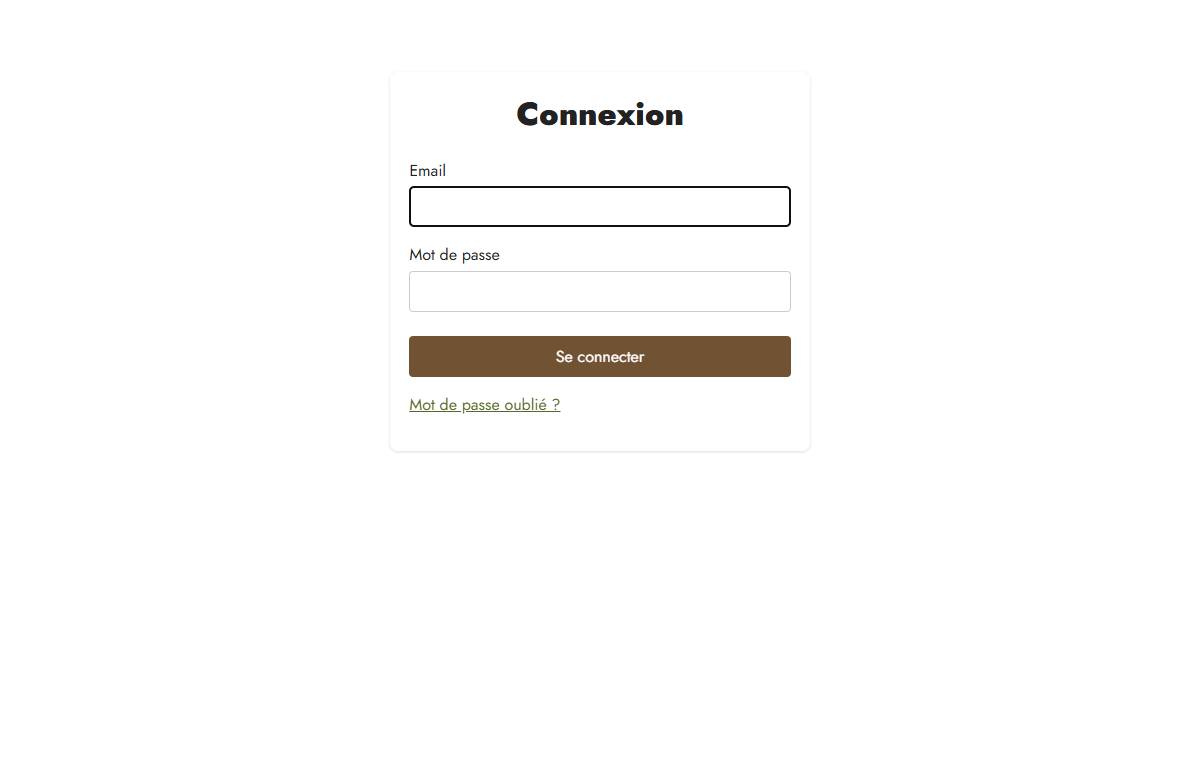 Connexion
Email
Mot de passe
Se connecter
Mot de passe oublié ?